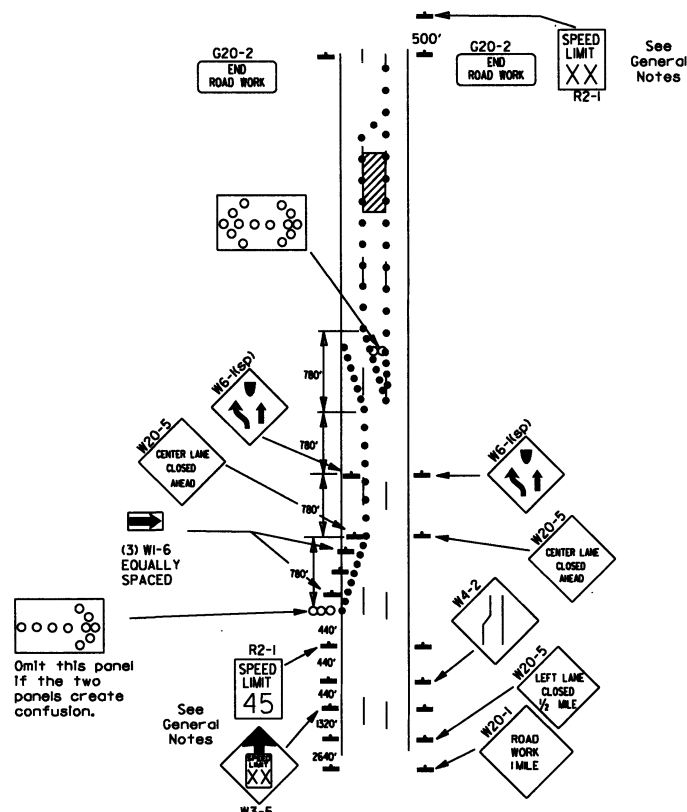 500'
G20-2
END
ROAD WORK
G20-2
END
ROAD WORK
SPEED
LIMIT
XX
R2-1
See
General
Notes
780'
W6-1(sp)
780'
W6-1(sp)
W20-5
CENTER LANE
CLOSED
AHEAD
780'
W20-5
CENTER LANE
CLOSED
AHEAD
(3) W1-6
EQUALLY
SPACED
780'
W4-2
Omit this panel
if the two
panels create
confusion.
440'
R2-1
SPEED
LIMIT
45
440'
440'
1320'
2640'
W20-5
LEFT LANE
CLOSED
1/2 MILE
See
General
Notes
SPEED
LIMIT
XX
W3-5
W20-1
ROAD
WORK
1 MILE